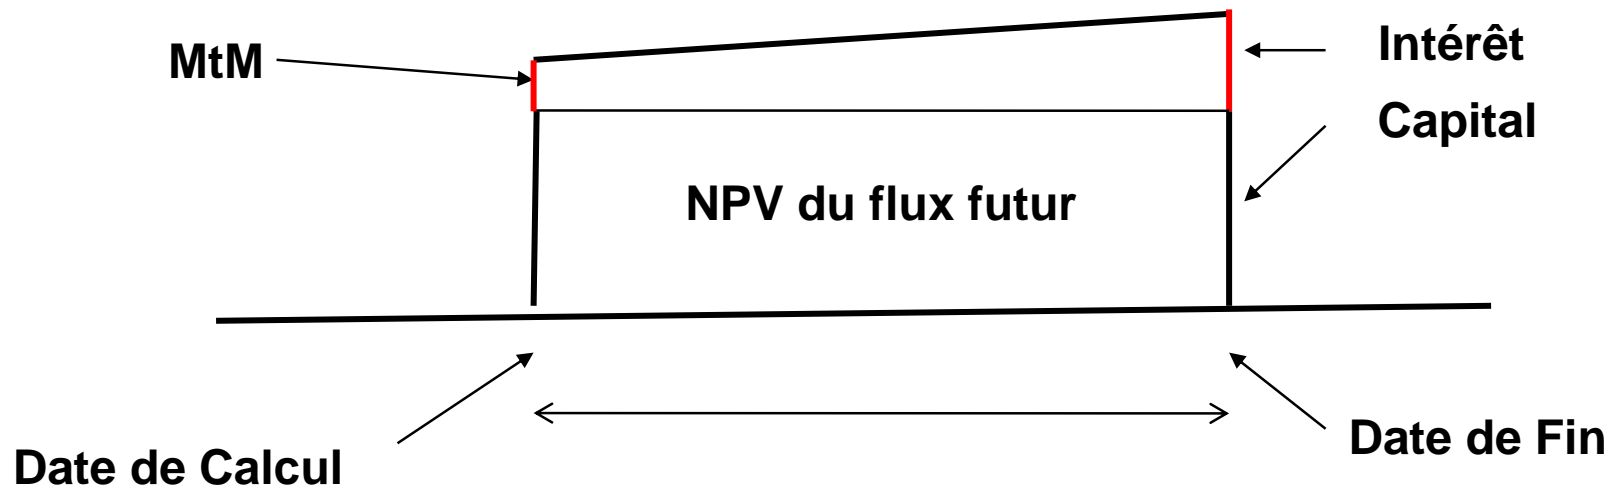 MtM
Intérêt
Capital
NPV du flux futur
Date de Calcul
Date de Fin